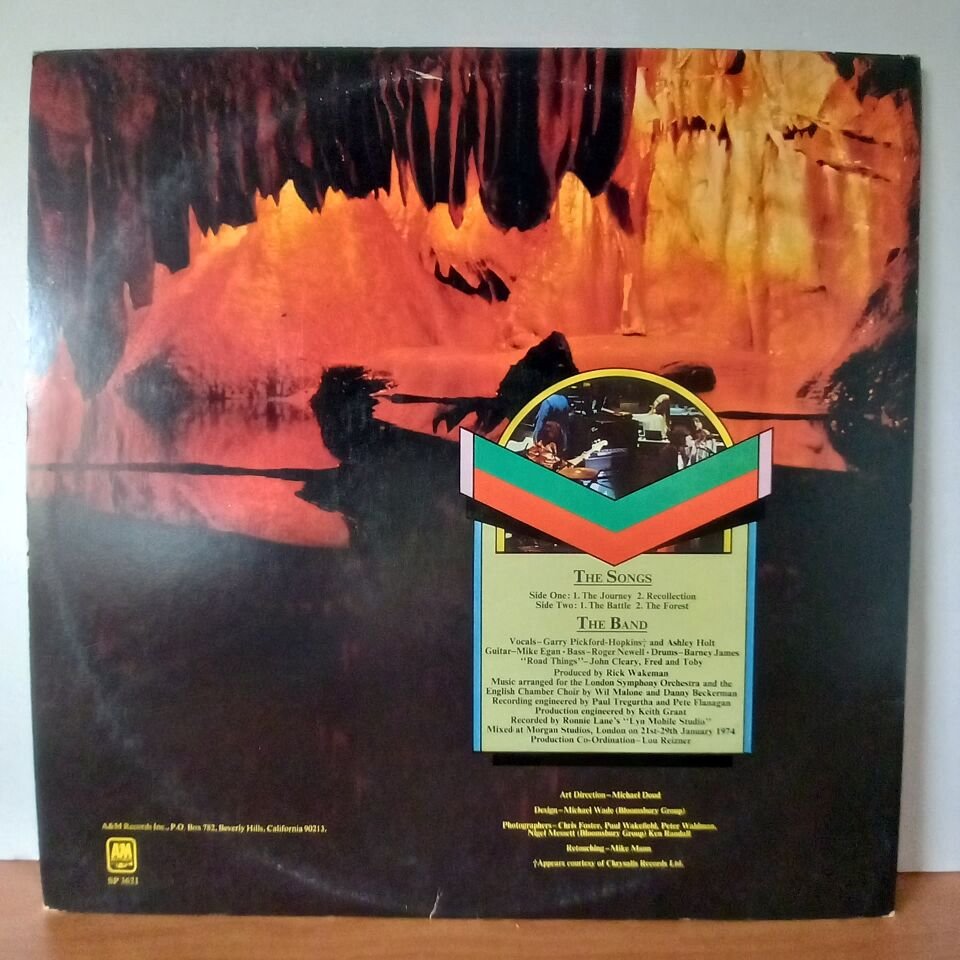 THE SONGS
Side One: 1. The Journey 2. Recollection
Side Two: 1. The Battle 2. The Forest
THE BAND
Vocals–Garry Pickford-Hopkins† and Ashley Holt
Guitar–Mike Egan · Bass–Roger Newell · Drums–Barney James
"Road Things"–John Cleary, Fred and Toby
Produced by Rick Wakeman
Music arranged for the London Symphony Orchestra and the
English Chamber Choir by Wil Malone and Danny Beckerman
Recording engineered by Paul Tregurtha and Pete Flanagan
Production engineered by Keith Grant
Recorded by Ronnie Lane's "Lyn Mobile Studio"
Mixed at Morgan Studios, London on 21st-29th January 1974
Production Co-Ordination–Lou Reizner
Art Direction–Michael Doud
Design–Michael Wade (Bloomsbury Group)
Photographers–Chris Foster, Paul Wakefield, Peter Waldman,
Nigel Messett (Bloomsbury Group) Ken Randall
Retouching–Mike Mann
†Appears courtesy of Chrysalis Records Ltd.
A&M Records Inc., P.O. Box 782, Beverly Hills, California 90213.
A&M
SP 3621